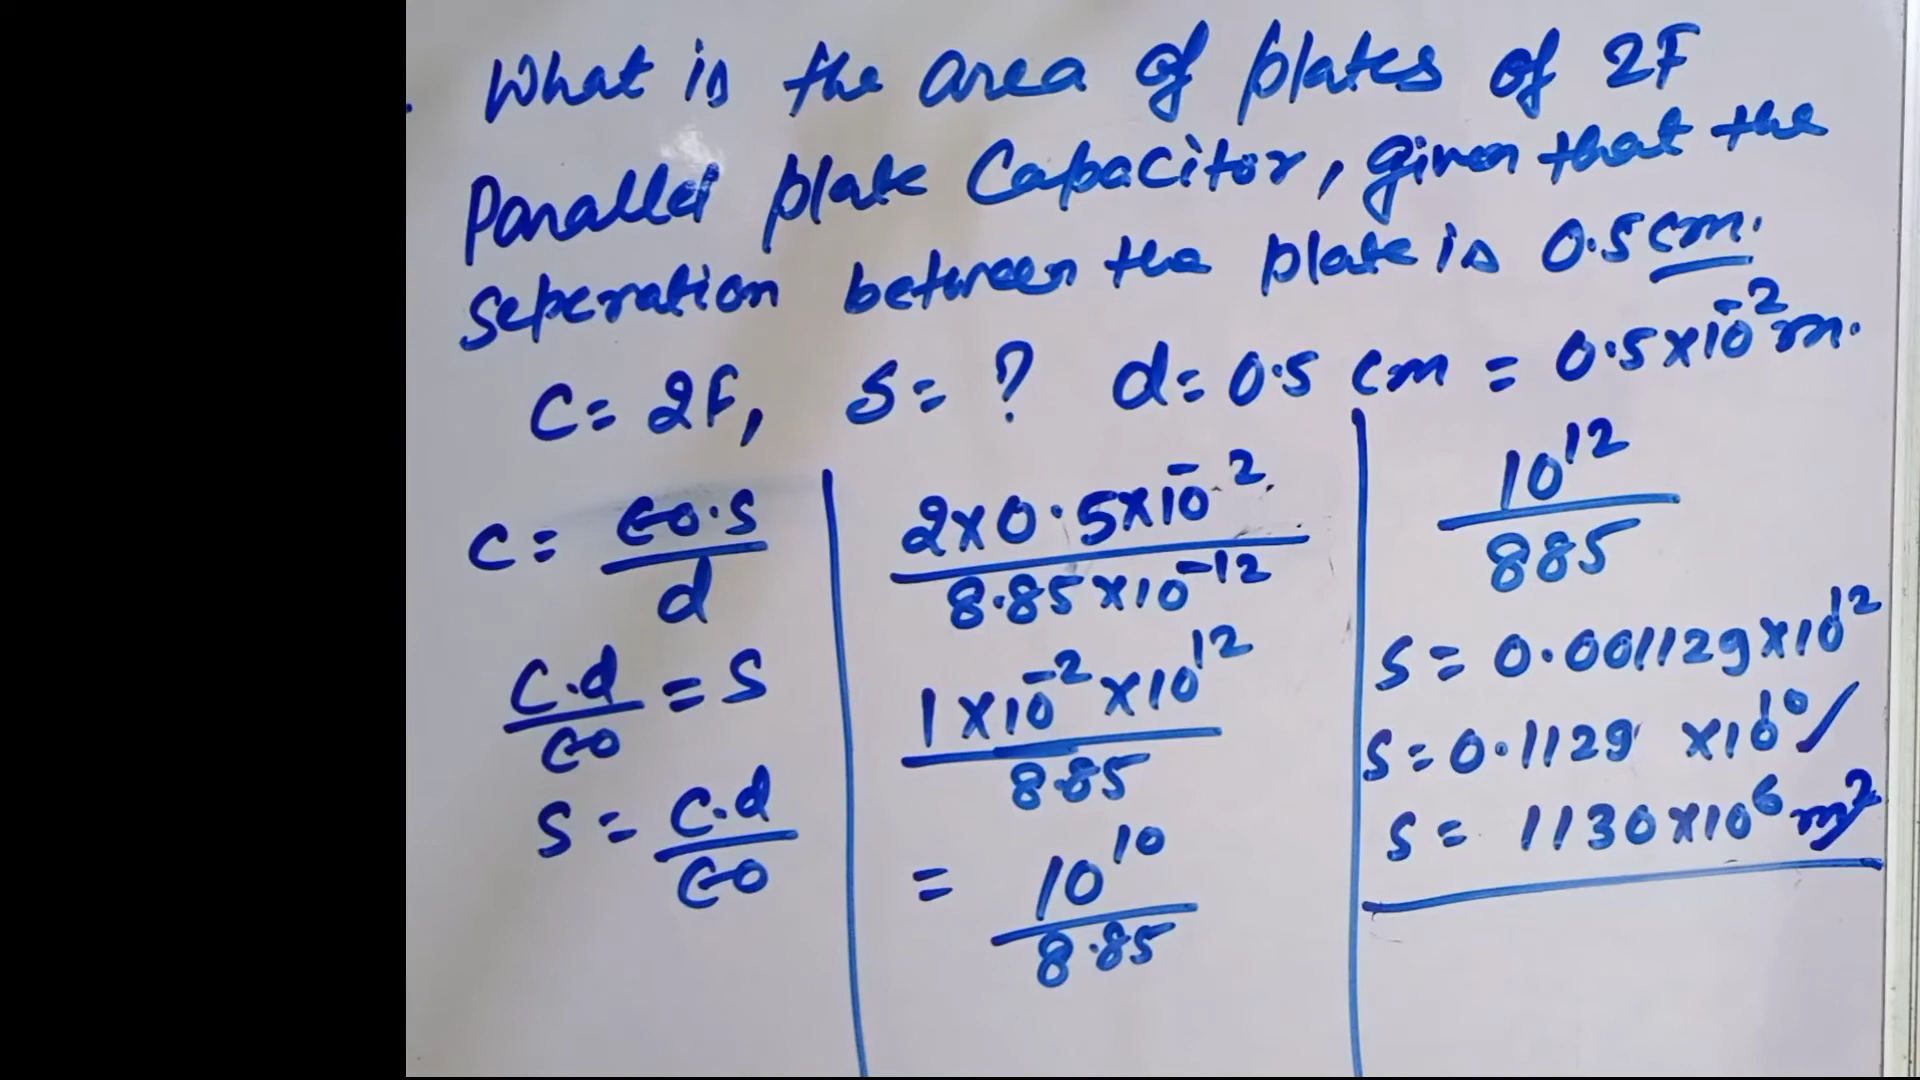 What is the area of plates of 2F
Parallel plate Capacitor, given that the
seperation between the plate is 0.5 cm.
C = 2F, S = ? d = 0.5 cm = 0.5×10⁻² m.
C = ϵ0.S / d
C.d / ϵ0 = S
S = C.d / ϵ0
2×0.5×10⁻² / 8.85×10⁻¹²
1×10⁻²×10¹² / 8.85
= 10¹⁰ / 8.85
10¹² / 885
S = 0.001129×10¹²
S = 0.1129 ×10¹⁰/
S = 1130×10⁶ m²